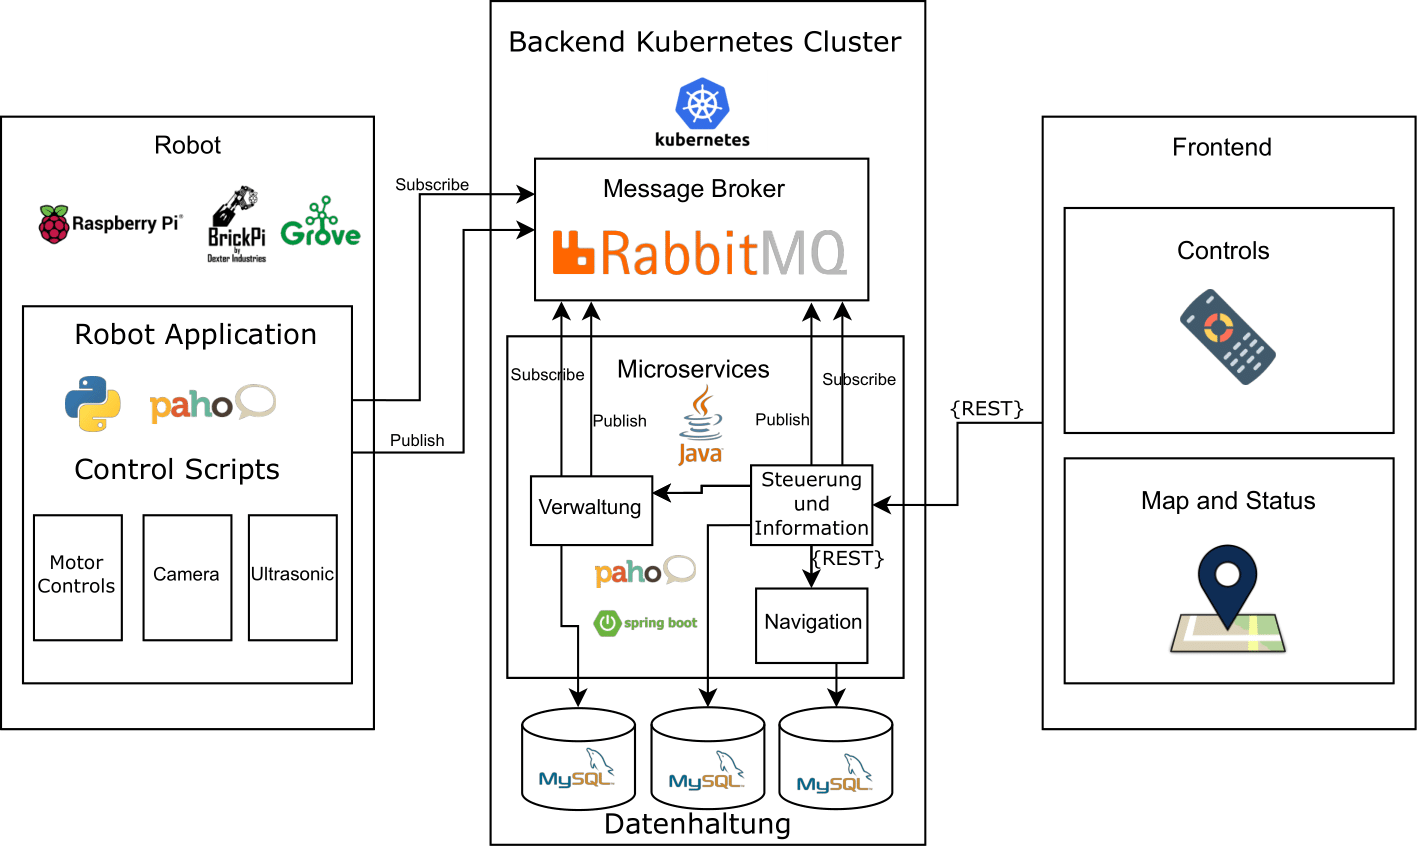 Backend Kubernetes Cluster
kubernetes
Robot
Raspberry Pi®
BrickPi
by
Dexter Industries
Grove
Robot Application
paho
Control Scripts
Motor
Controls
Camera
Ultrasonic
Subscribe
Publish
Message Broker
RabbitMQ
Microservices
Java
Subscribe
Publish
Publish
Subscribe
Verwaltung
Steuerung
und
Information
{REST}
paho
spring boot
Navigation
MySQL
MySQL
MySQL
Datenhaltung
{REST}
Frontend
Controls
Map and Status